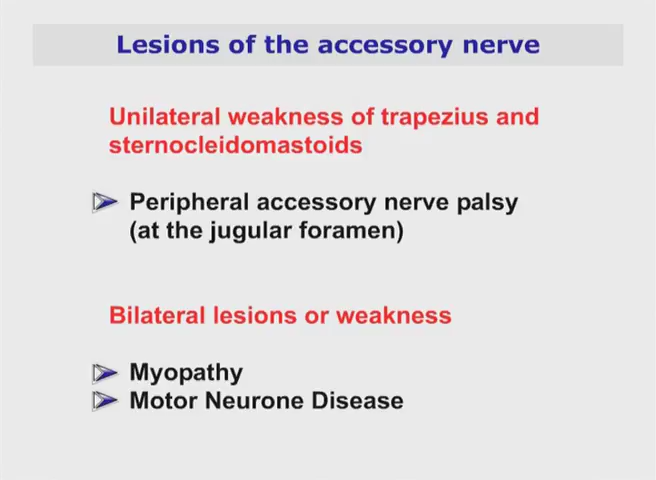 Lesions of the accessory nerve
Unilateral weakness of trapezius and
sternocleidomastoids
Peripheral accessory nerve palsy
(at the jugular foramen)
Bilateral lesions or weakness
Myopathy
Motor Neurone Disease